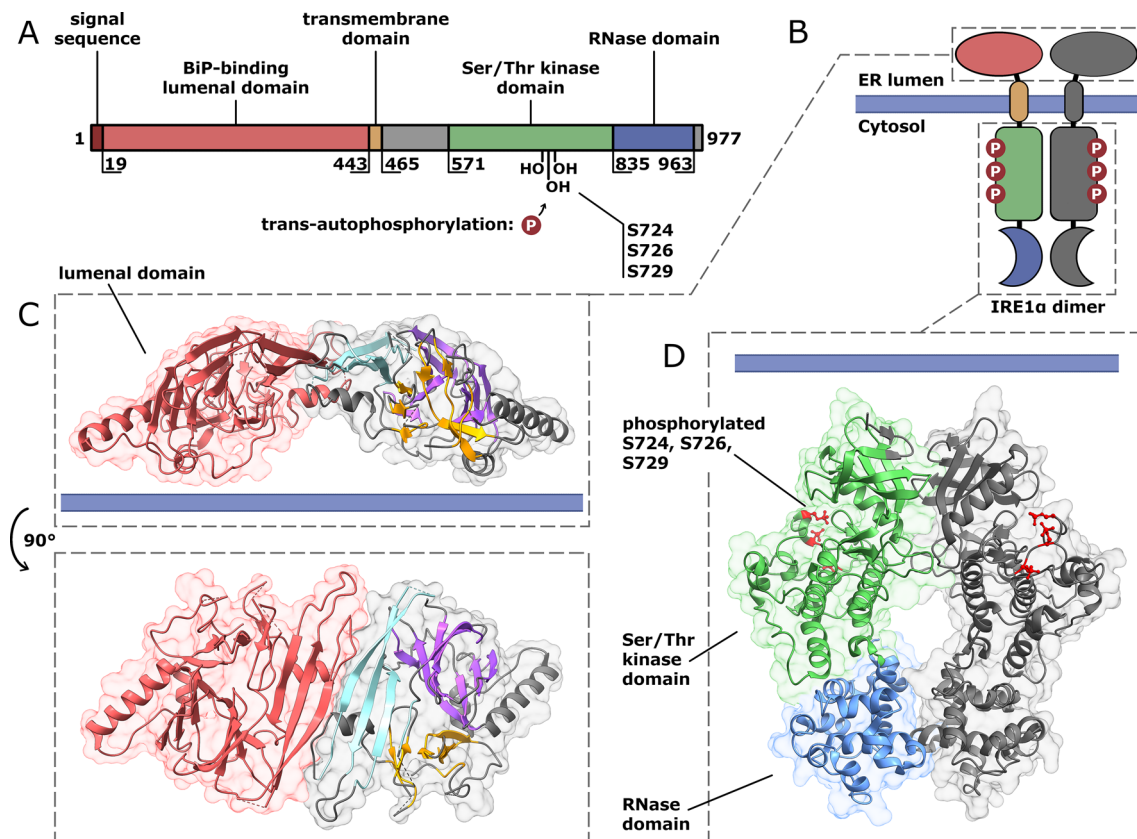 A
signal
sequence
transmembrane
domain
RNase domain
BiP-binding
lumenal domain
Ser/Thr kinase
domain
1
977
19
443
465
571
835
963
HO
OH
OH
trans-autophosphorylation: P
S724
S726
S729
B
ER lumen
Cytosol
P
P
P
P
P
P
IRE1α dimer
lumenal domain
C
90°
D
phosphorylated
S724, S726,
S729
Ser/Thr
kinase
domain
RNase
domain